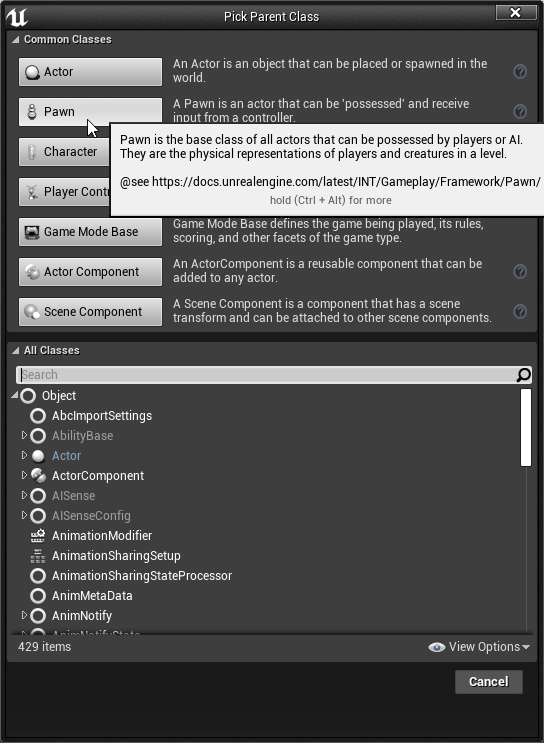 Pick Parent Class
Common Classes
Actor
An Actor is an object that can be placed or spawned in the
world.
Pawn
A Pawn is an actor that can be 'possessed' and receive
input from a controller.
Pawn is the base class of all actors that can be possessed by players or AI.
They are the physical representations of players and creatures in a level.
@see https://docs.unrealengine.com/latest/INT/Gameplay/Framework/Pawn/
hold (Ctrl + Alt) for more
Character
Player Contr
Game Mode Base
Game Mode Base defines the game being played, its rules,
scoring, and other facets of the game type.
Actor Component
An ActorComponent is a reusable component that can be
added to any actor.
Scene Component
A Scene Component is a component that has a scene
transform and can be attached to other scene components.
All Classes
Search
Object
AbcImportSettings
AbilityBase
Actor
ActorComponent
AISense
AISenseConfig
AnimationModifier
AnimationSharingSetup
AnimationSharingStateProcessor
AnimMetaData
AnimNotify
AnimNotifyState
429 items
View Options
Cancel